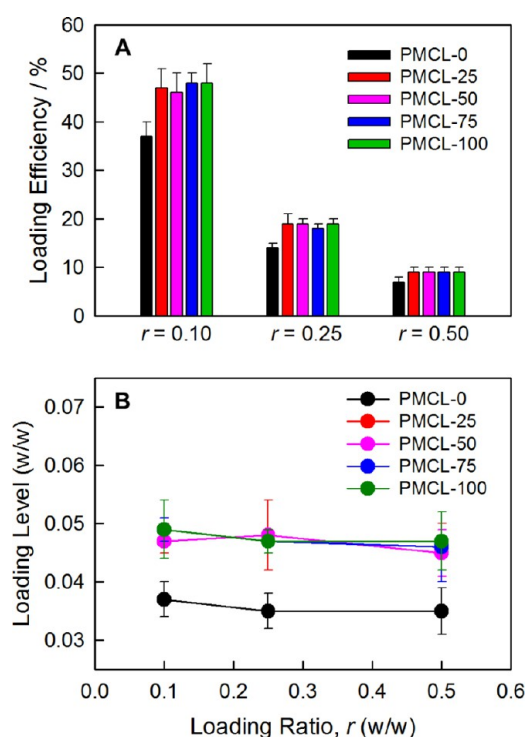 A
Loading Efficiency / %
60
50
40
30
20
10
0
PMCL-0
PMCL-25
PMCL-50
PMCL-75
PMCL-100
r = 0.10
r = 0.25
r = 0.50
B
Loading Level (w/w)
0.07
0.06
0.05
0.04
0.03
PMCL-0
PMCL-25
PMCL-50
PMCL-75
PMCL-100
0.0
0.1
0.2
0.3
0.4
0.5
0.6
Loading Ratio, r (w/w)